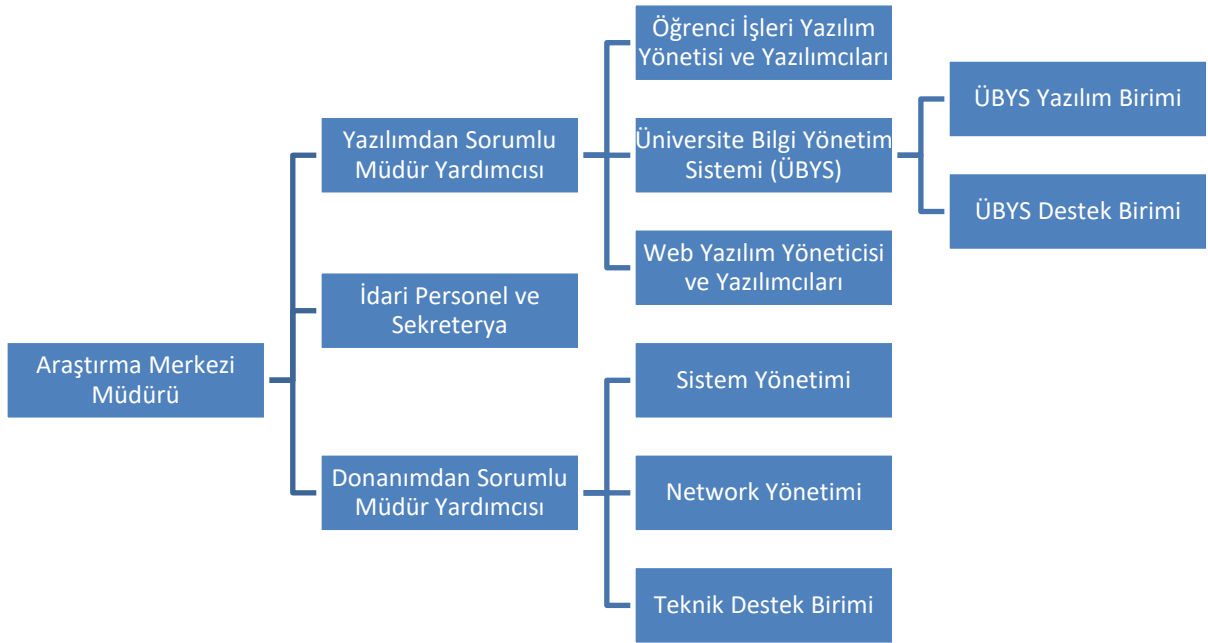 Öğrenci İşleri Yazılım
Yönetisi ve Yazılımcıları
ÜBYS Yazılım Birimi
Yazılımdan Sorumlu
Müdür Yardımcısı
Üniversite Bilgi Yönetim
Sistemi (ÜBYS)
ÜBYS Destek Birimi
Web Yazılım Yöneticisi
ve Yazılımcıları
İdari Personel ve
Sekreterya
Araştırma Merkezi
Müdürü
Sistem Yönetimi
Donanımdan Sorumlu
Müdür Yardımcısı
Network Yönetimi
Teknik Destek Birimi